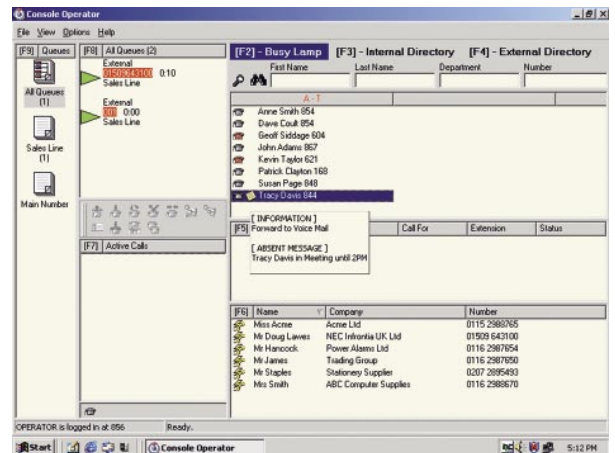 Console Operator
File View Options Help
[F9] Queues
All Queues
(1)
Sales Line
(1)
Main Number
[F8] All Queues (2)
External
01509643100 0:10
Sales Line
External
001 0:00
Sales Line
[F7] Active Calls
[F2] - Busy Lamp [F3] - Internal Directory [F4] - External Directory
First Name Last Name Department Number
A - T
Anne Smith 854
Dave Coult 854
Geoff Siddage 604
John Adams 867
Kevin Taylor 621
Patrick Clayton 168
Susan Page 848
Tracy Davis 844
[ INFORMATION ]
Forward to Voice Mail
[ ABSENT MESSAGE ]
Tracy Davis in Meeting until 2PM
[F5] Call For Extension Status
[F6] Name Company Number
Miss Acme Acme Ltd 0115 2988765
Mr Doug Lawes NEC Infrontia UK Ltd 01509 643100
Mr Hancock Power Alarms Ltd 0116 2987654
Mr James Trading Group 0116 2987650
Mr Staples Stationery Supplier 0207 2895493
Mrs Smith ABC Computer Supplies 0116 2988670
OPERATOR is logged in at 856 Ready.
Start Console Operator 5:12 PM